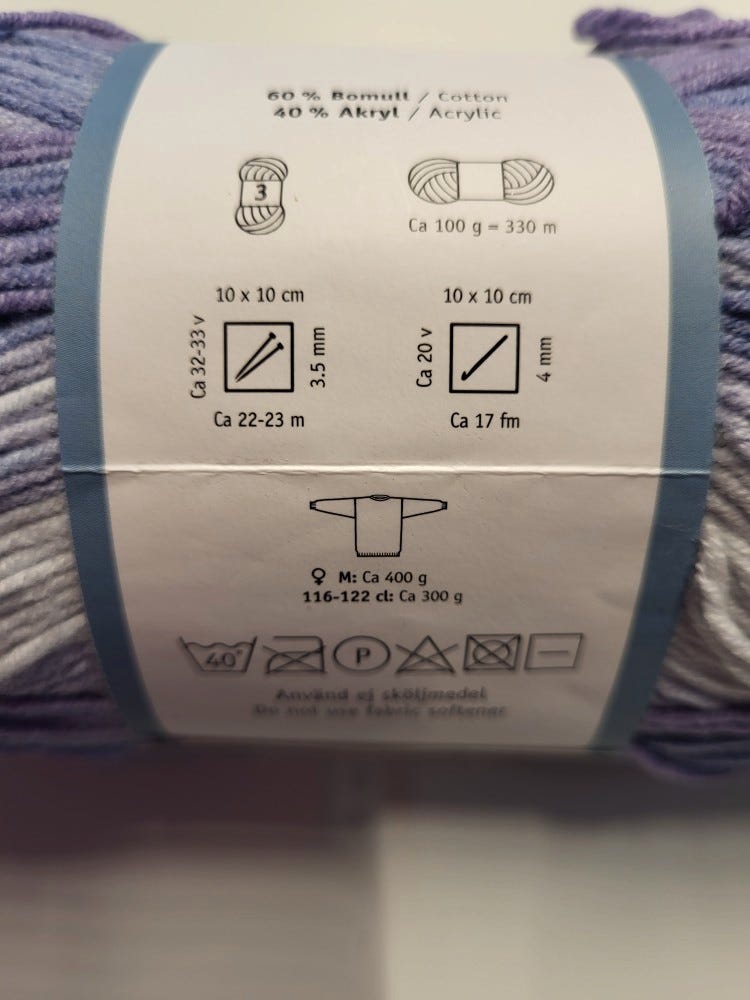 60 % Bomull / Cotton
40 % Akryl / Acrylic
3
Ca 100 g = 330 m
10 x 10 cm
Ca 32-33 v
3.5 mm
Ca 22-23 m
10 x 10 cm
Ca 20 v
4 mm
Ca 17 fm
♀ M: Ca 400 g
116-122 cl: Ca 300 g
40° P
Använd ej sköljmedel
Do not use fabric softener